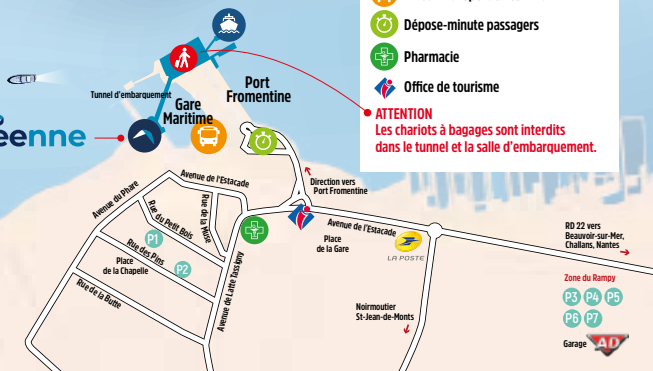 Dépose-minute passagers
Pharmacie
Office de tourisme
ATTENTION
Les chariots à bagages sont interdits
dans le tunnel et la salle d'embarquement.
Tunnel d'embarquement
Gare
Maritime
Port
Fromentine
éenne
Direction vers
Port Fromentine
Avenue de l'Estacade
Avenue du Phare
Rue du Petit Bois
Rue de la Muse
P1
Rue des Pins
Place
de la Chapelle
P2
Rue de la Butte
Avenue de Lattre Tassigny
Avenue de l'Estacade
Place
de la Gare
LA POSTE
RD 22 vers
Beauvoir-sur-Mer,
Challans, Nantes
Noirmoutier
St-Jean-de-Monts
Zone du Rampy
P3 P4 P5
P6 P7
Garage AD